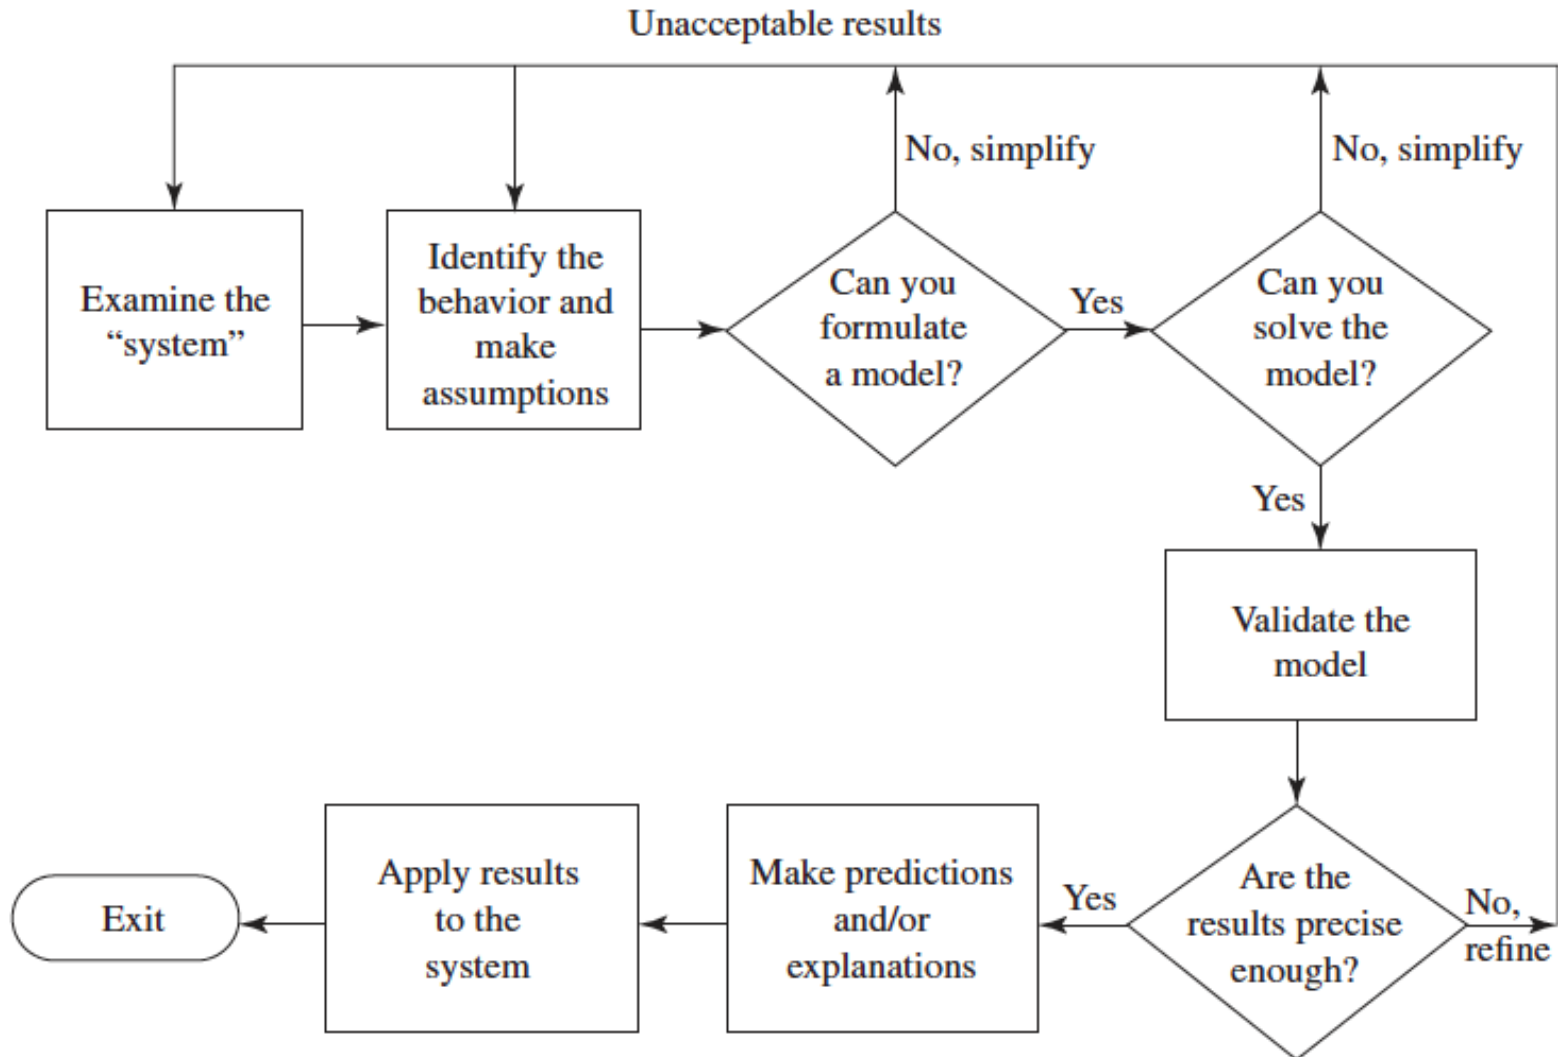 Unacceptable results
No, simplify
No, simplify
Examine the
“system”
Identify the
behavior and
make
assumptions
Can you
formulate
a model?
Yes
Can you
solve the
model?
Yes
Validate the
model
Are the
results precise
enough?
No,
refine
Yes
Make predictions
and/or
explanations
Apply results
to the
system
Exit